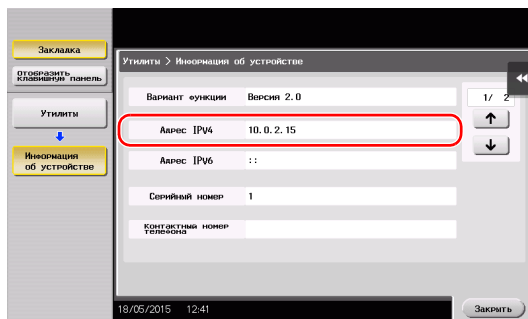 Закладка
Отобразить
клавишную панель
Утилиты
Информация
об устройстве
Утилиты > Информация об устройстве
Вариант функции Версия 2.0
1/ 2
Адрес IPV4 10.0.2.15
Адрес IPV6 ::
Серийный номер 1
Контактный номер
телефона
18/05/2015 12:41
Закрыть